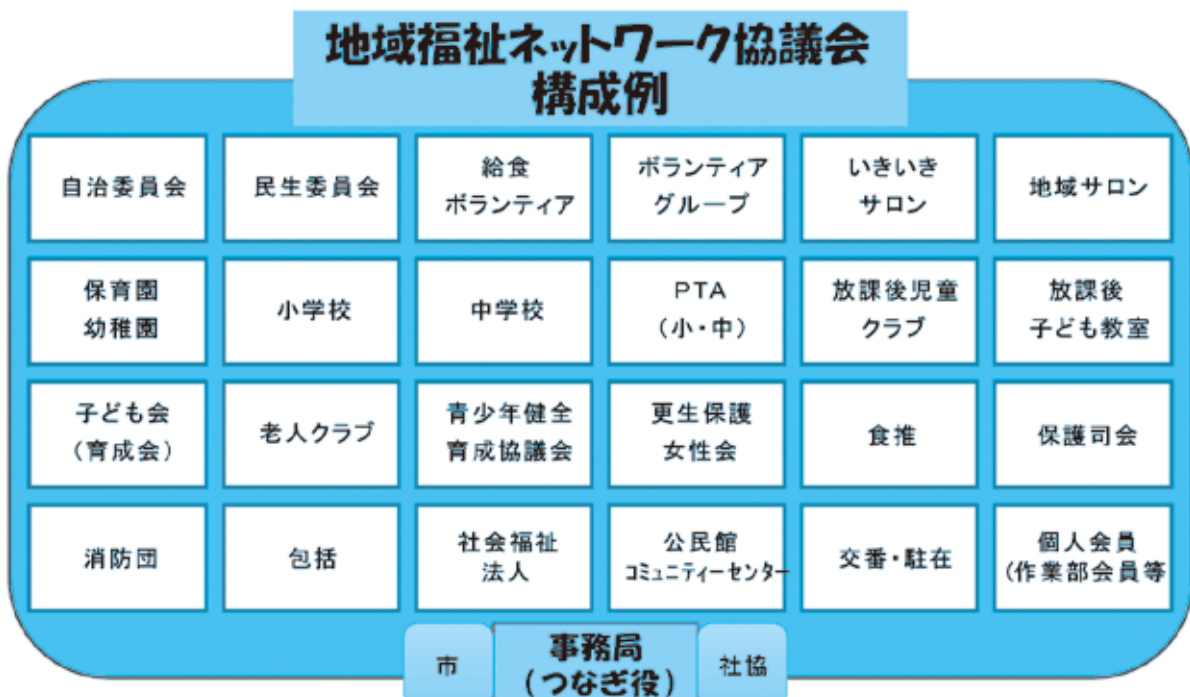 地域福祉ネットワーク協議会
構成例
自治委員会
民生委員会
給食
ボランティア
ボランティア
グループ
いきいき
サロン
地域サロン
保育園
幼稚園
小学校
中学校
PTA
(小・中)
放課後児童
クラブ
放課後
子ども教室
子ども会
(育成会)
老人クラブ
青少年健全
育成協議会
更生保護
女性会
食推
保護司会
消防団
包括
社会福祉
法人
公民館
コミュニティーセンター
交番・駐在
個人会員
(作業部会員等
市
事務局
(つなぎ役)
社協